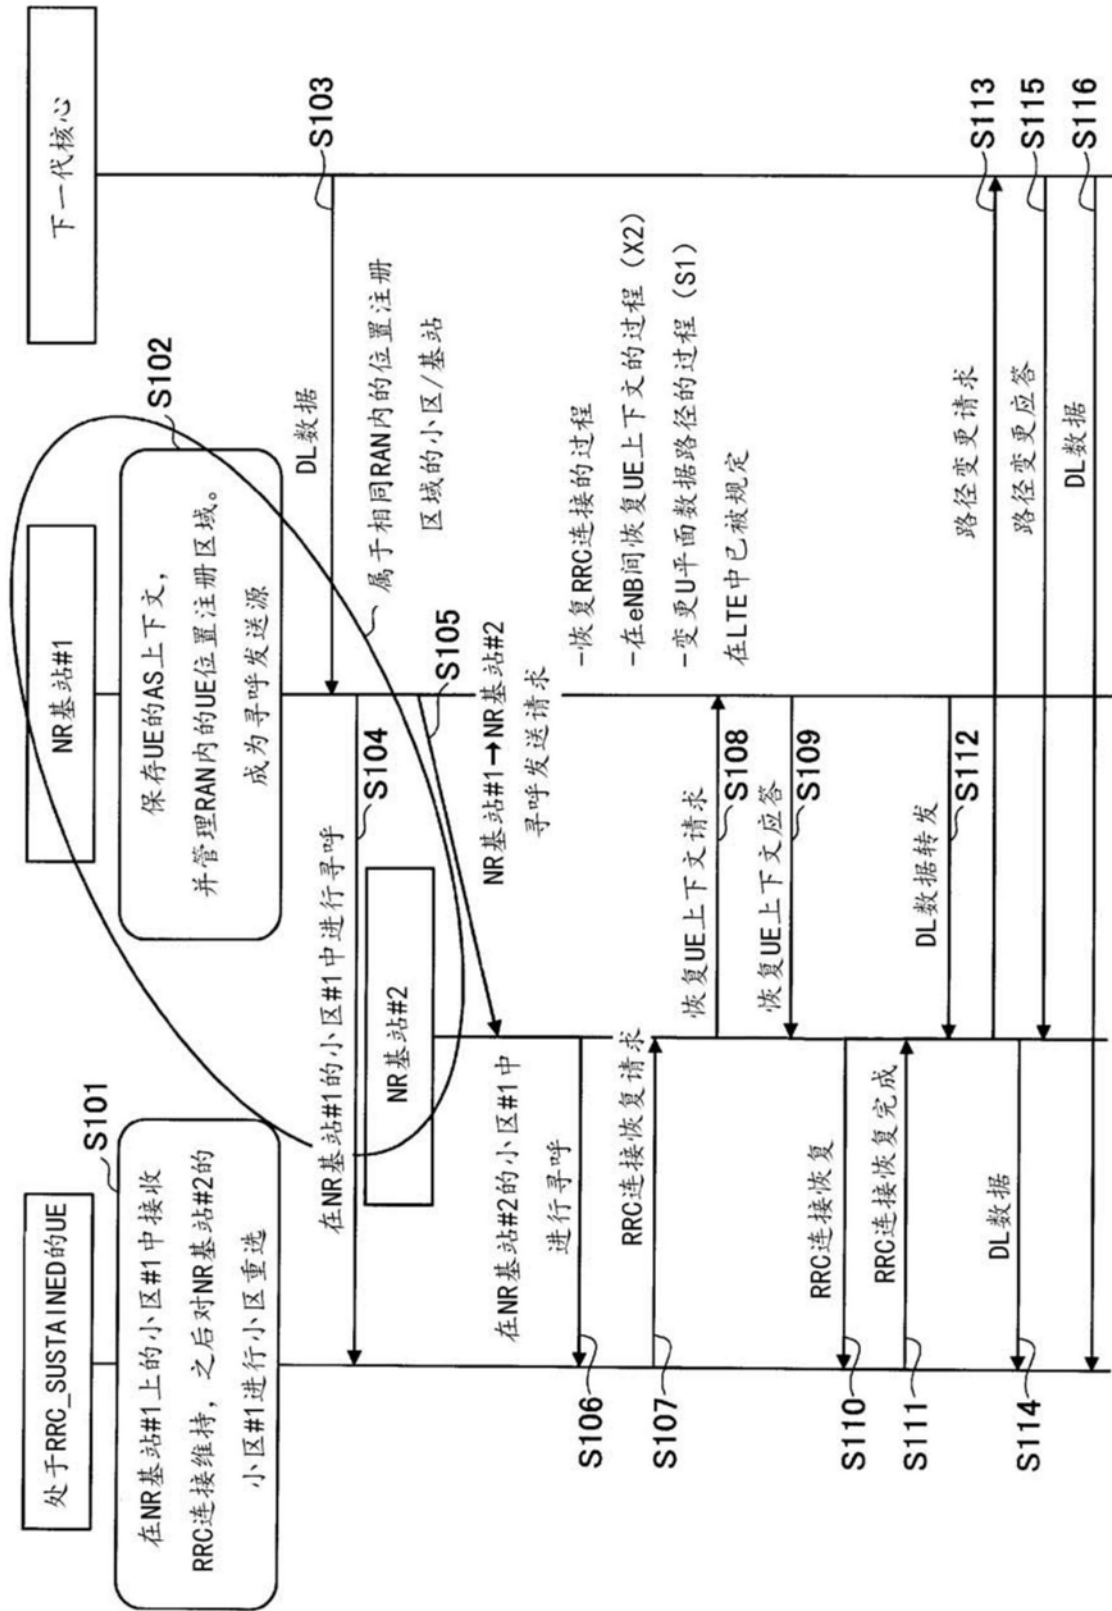 处于RRC_SUSTAINED的UE
NR基站#1
下一代核心
S101
在NR基站#1上的小区#1中接收
RRC连接维持，之后对NR基站#2的
小区#1进行小区重选
S102
保存UE的AS上下文，
并管理RAN内的UE位置注册区域。
成为寻呼发送源
DL数据
S103
在NR基站#1的小区#1中进行寻呼
S104
属于相同RAN内的位置注册
区域的小区/基站
NR基站#2
S105
NR基站#1→NR基站#2
寻呼发送请求
在NR基站#2的小区#1中
进行寻呼
S106
-恢复RRC连接的过程
-在eNB间恢复UE上下文的过程（X2）
-变更U平面数据路径的过程（S1）
在LTE中已被规定
RRC连接恢复请求
S107
恢复UE上下文请求
S108
恢复UE上下文应答
S109
RRC连接恢复
S110
RRC连接恢复完成
S111
DL数据转发
S112
路径变更请求
S113
DL数据
S114
路径变更应答
S115
DL数据
S116